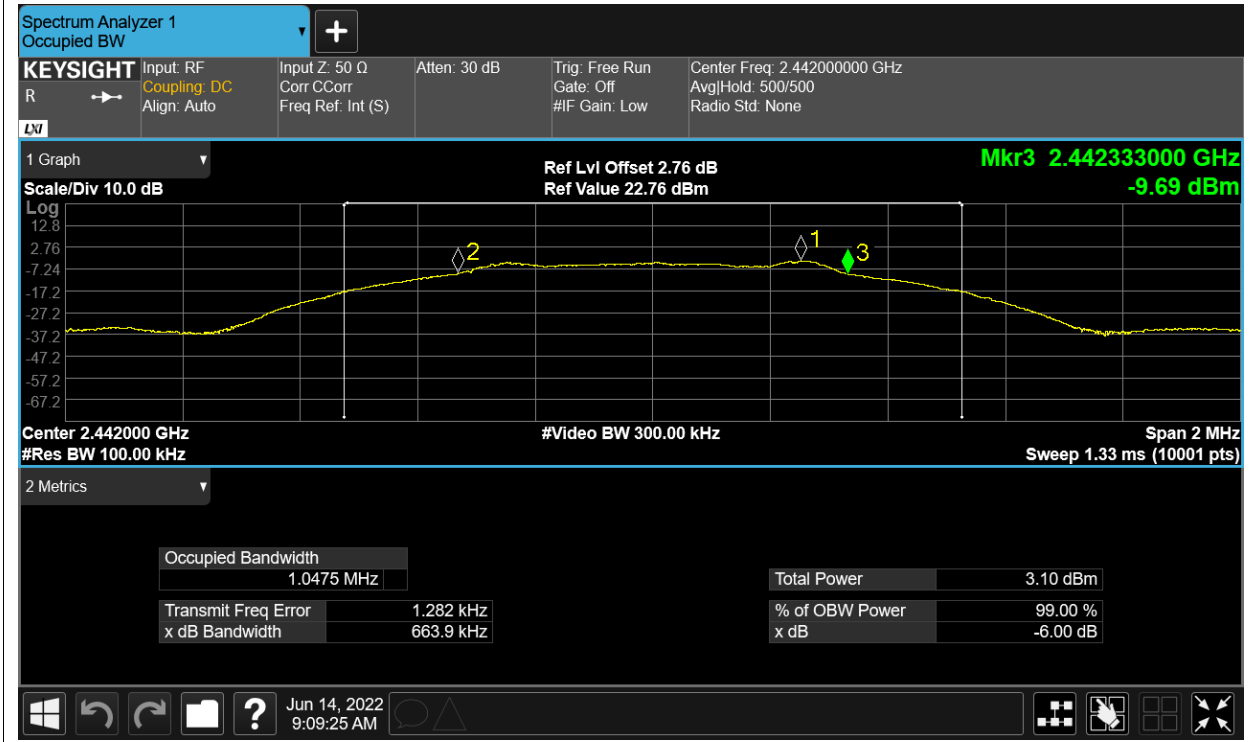 Spectrum Analyzer 1
Occupied BW
KEYSIGHT
R
LXI
Input: RF
Coupling: DC
Align: Auto
Input Z: 50 Ω
Corr CCorr
Freq Ref: Int (S)
Atten: 30 dB
Trig: Free Run
Gate: Off
#IF Gain: Low
Center Freq: 2.442000000 GHz
Avg|Hold: 500/500
Radio Std: None
1 Graph
Scale/Div 10.0 dB
Ref Lvl Offset 2.76 dB
Ref Value 22.76 dBm
Mkr3 2.442333000 GHz
-9.69 dBm
Log
12.8
2.76
-7.24
-17.2
-27.2
-37.2
-47.2
-57.2
-67.2
2
1
3
Center 2.442000 GHz
#Res BW 100.00 kHz
#Video BW 300.00 kHz
Span 2 MHz
Sweep 1.33 ms (10001 pts)
2 Metrics
Occupied Bandwidth
1.0475 MHz
Transmit Freq Error 1.282 kHz
x dB Bandwidth 663.9 kHz
Total Power 3.10 dBm
% of OBW Power 99.00 %
x dB -6.00 dB
?
Jun 14, 2022
9:09:25 AM